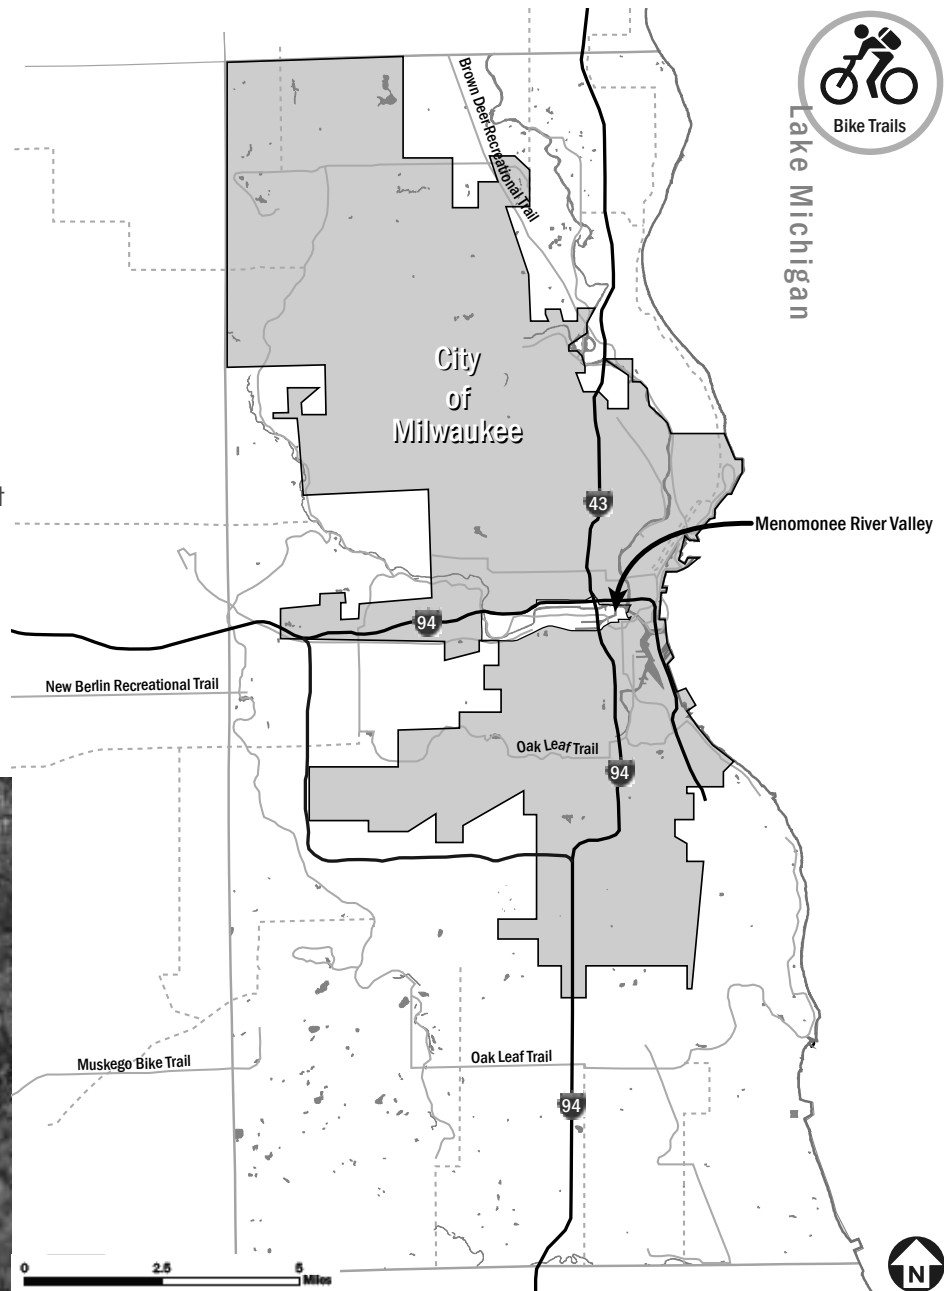 Bike Trails
Lake Michigan
Brown Deer Recreational Trail
City
of
Milwaukee
43
Menomonee River Valley
94
New Berlin Recreational Trail
Oak Leaf Trail
94
Muskego Bike Trail
Oak Leaf Trail
94
0 2.5 5
Miles
N